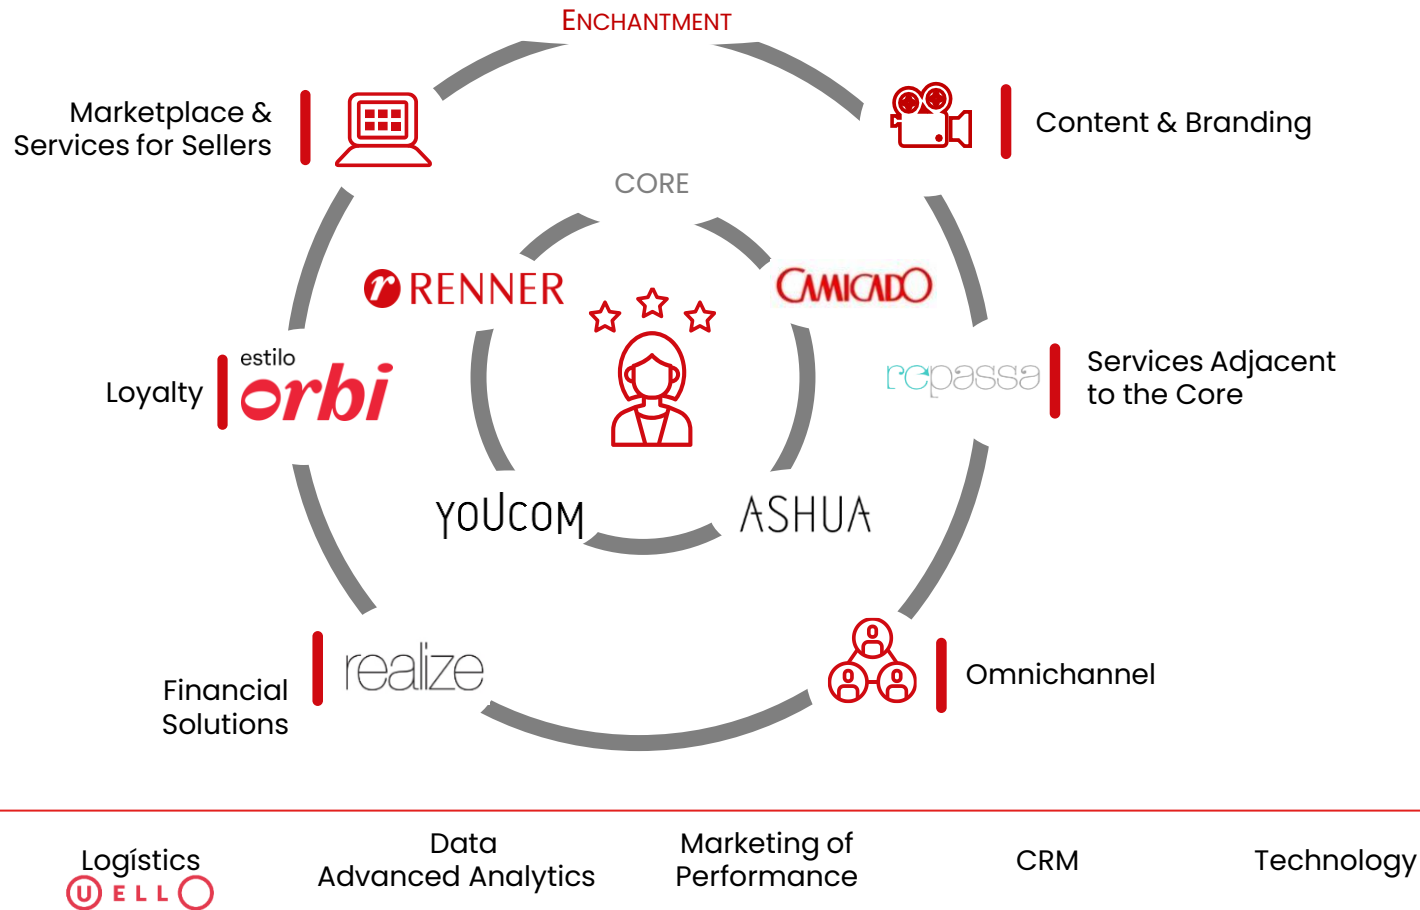 ENCHANTMENT
Marketplace &
Services for Sellers
Content & Branding
CORE
r RENNER
CAMICADO
estilo
orbi
Loyalty
repassa
Services Adjacent
to the Core
YOUCOM
ASHUA
realize
Financial
Solutions
Omnichannel
Logístics
UELLO
Data
Advanced Analytics
Marketing of
Performance
CRM
Technology